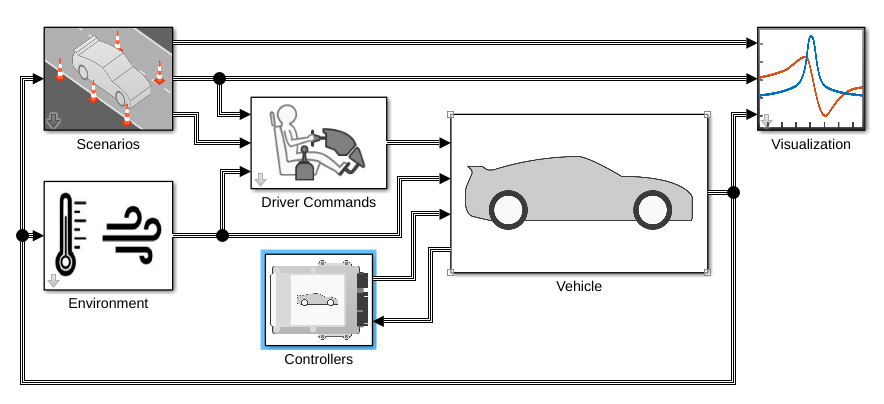 Scenarios
Visualization
Driver Commands
Vehicle
Environment
Controllers